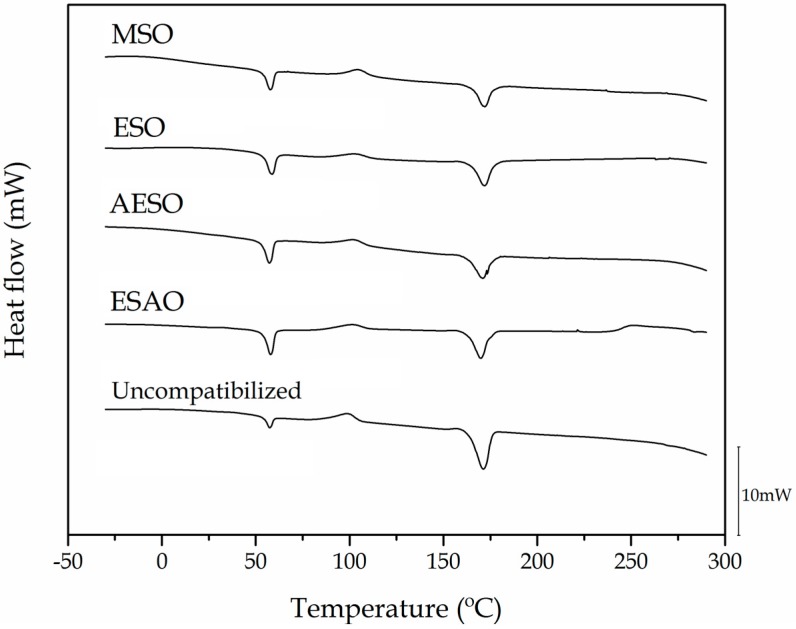 MSO
ESO
AESO
ESAO
Uncompatibilized
Heat flow (mW)
10mW
-50 0 50 100 150 200 250 300
Temperature (ºC)